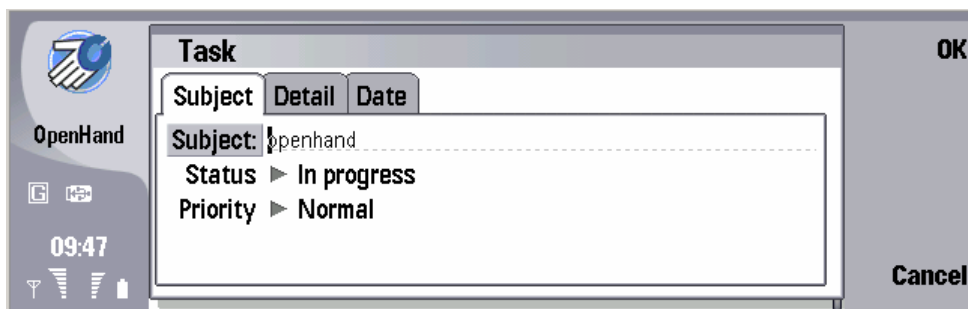 OpenHand
G
09:47
Task
Subject Detail Date
Subject: openhand
Status In progress
Priority Normal
OK
Cancel